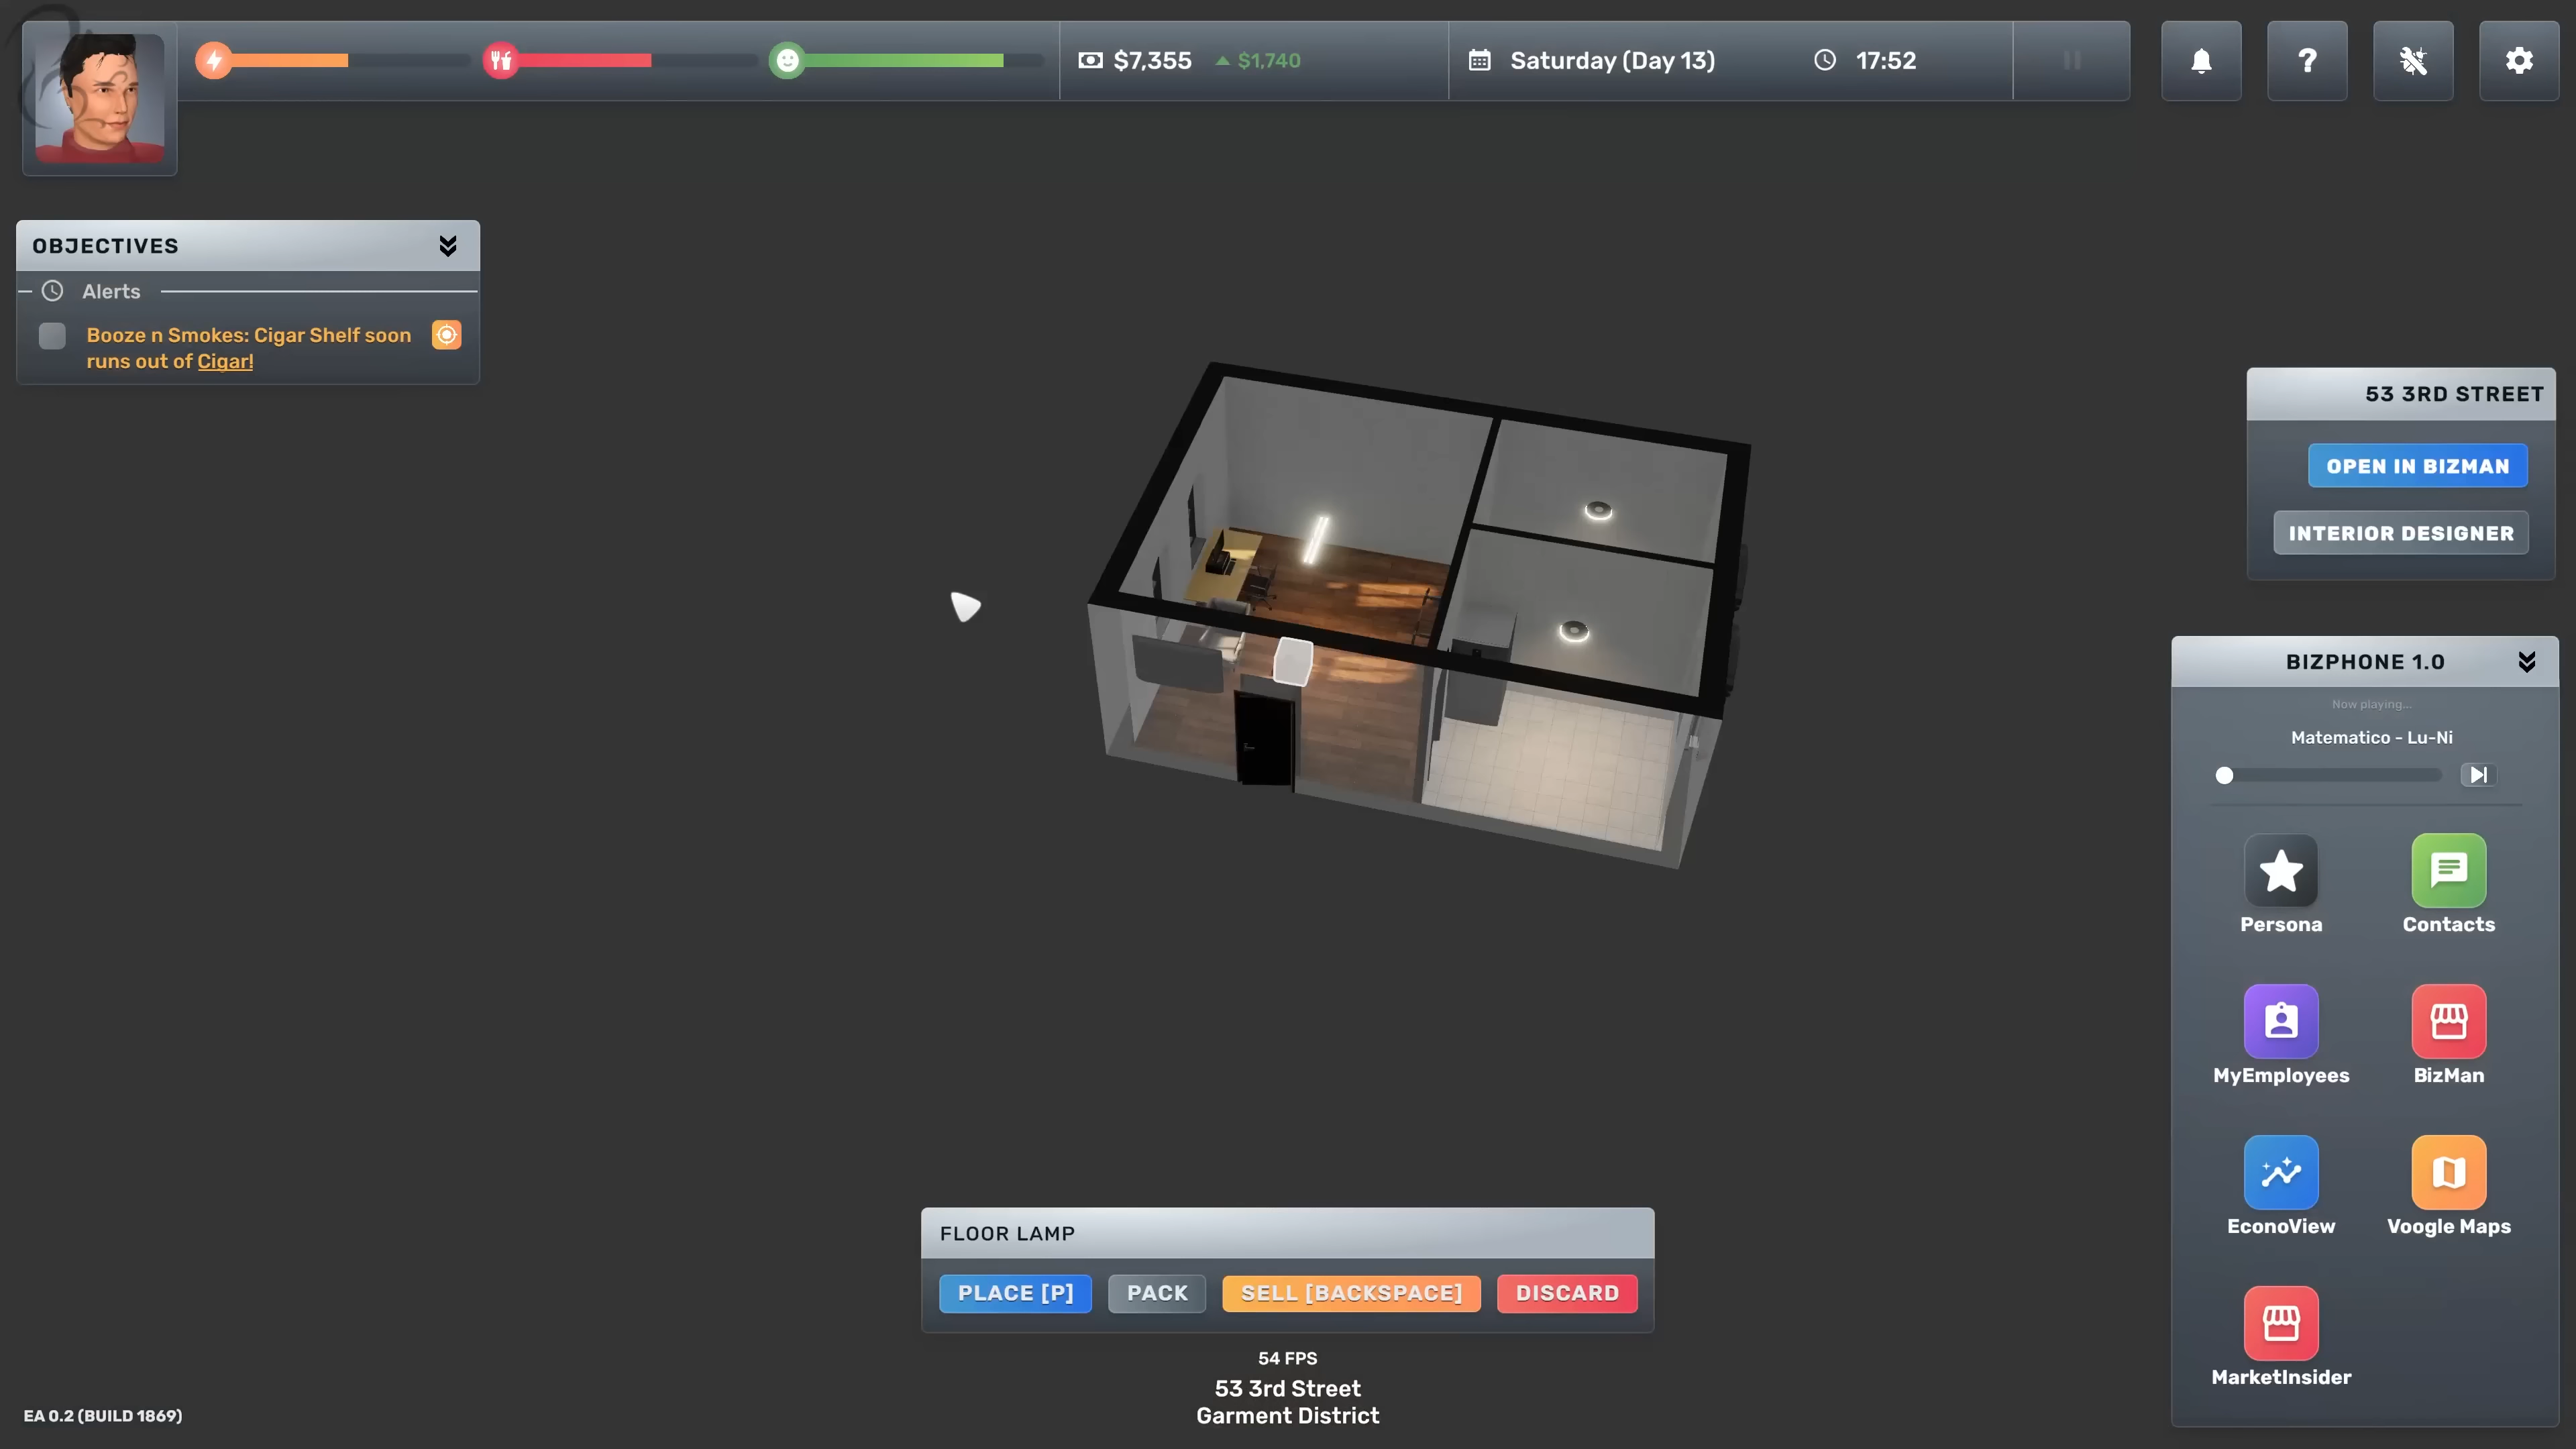 $7,355
$1,740
Saturday (Day 13)
17:52
?
OBJECTIVES
Alerts
Booze n Smokes: Cigar Shelf soon
runs out of Cigar!
53 3RD STREET
OPEN IN BIZMAN
INTERIOR DESIGNER
BIZPHONE 1.0
Now playing...
Matematico - Lu-Ni
Persona
Contacts
MyEmployees
BizMan
EconoView
Voogle Maps
MarketInsider
FLOOR LAMP
PLACE [P]
PACK
SELL [BACKSPACE]
DISCARD
54 FPS
53 3rd Street
Garment District
EA 0.2 (BUILD 1869)